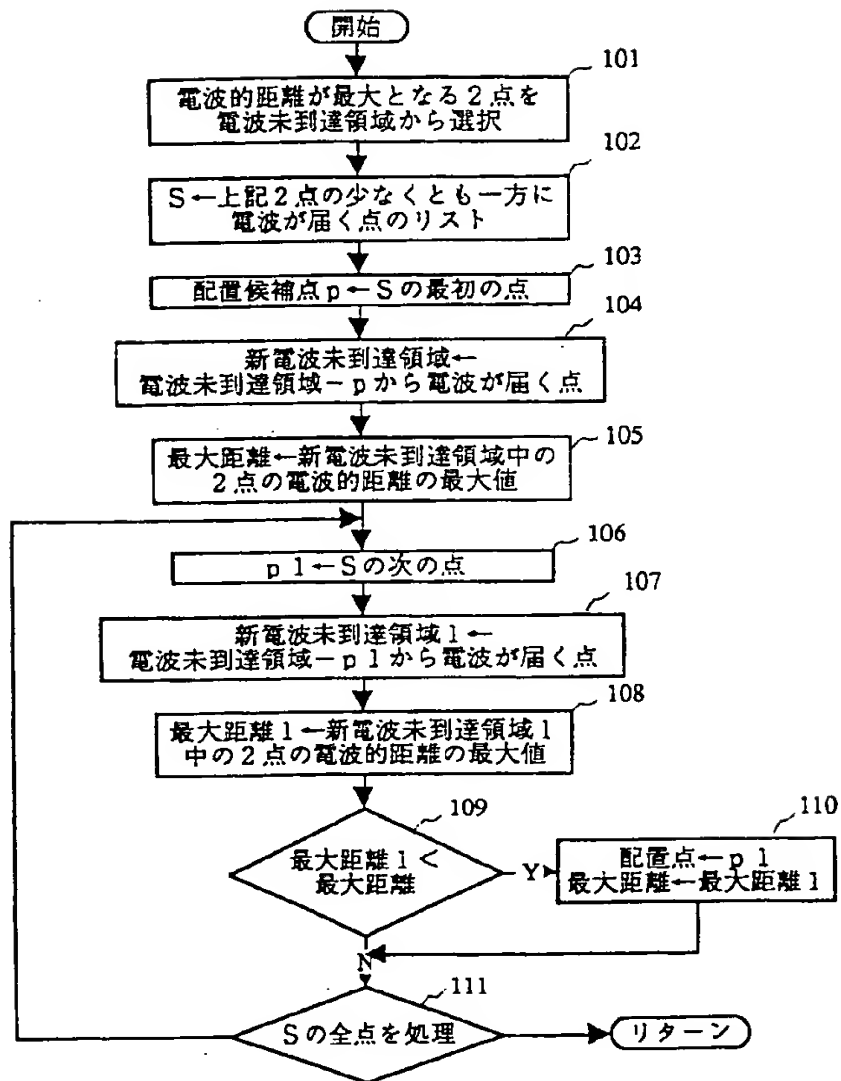 開始
101
電波的距離が最大となる2点を
電波未到達領域から選択
102
S←上記2点の少なくとも一方に
電波が届く点のリスト
103
配置候補点p←Sの最初の点
104
新電波未到達領域←
電波未到達領域−pから電波が届く点
105
最大距離←新電波未到達領域中の
2点の電波的距離の最大値
106
p1←Sの次の点
107
新電波未到達領域1←
電波未到達領域−p1から電波が届く点
108
最大距離1←新電波未到達領域1
中の2点の電波的距離の最大値
109
最大距離1<
最大距離
Y
110
配置点←p1
最大距離←最大距離1
N
111
Sの全点を処理
リターン